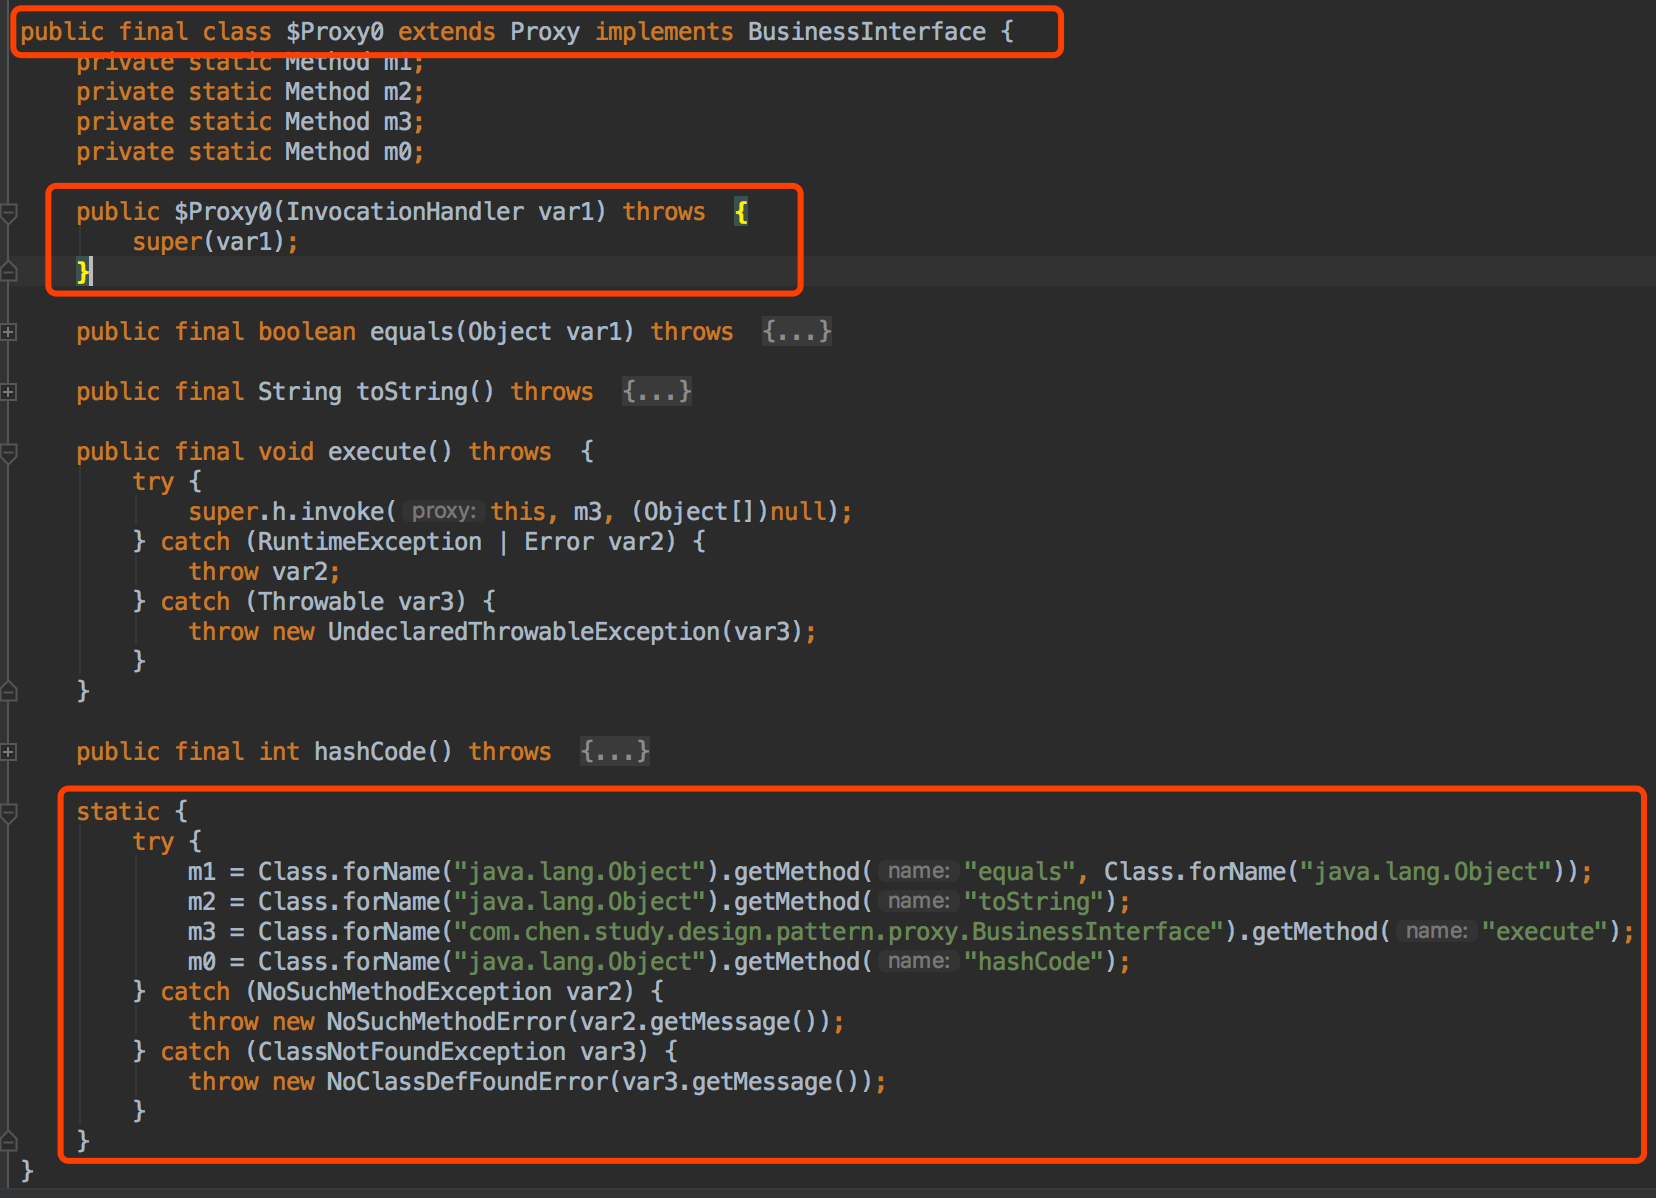 public final class $Proxy0 extends Proxy implements BusinessInterface {
    private static Method m1;
    private static Method m2;
    private static Method m3;
    private static Method m0;
    public $Proxy0(InvocationHandler var1) throws  {
        super(var1);
    }
    public final boolean equals(Object var1) throws  {...}
    public final String toString() throws  {...}
    public final void execute() throws  {
        try {
            super.h.invoke( proxy: this, m3, (Object[])null);
        } catch (RuntimeException | Error var2) {
            throw var2;
        } catch (Throwable var3) {
            throw new UndeclaredThrowableException(var3);
        }
    }
    public final int hashCode() throws  {...}
    static {
        try {
            m1 = Class.forName("java.lang.Object").getMethod( name: "equals", Class.forName("java.lang.Object"));
            m2 = Class.forName("java.lang.Object").getMethod( name: "toString");
            m3 = Class.forName("com.chen.study.design.pattern.proxy.BusinessInterface").getMethod( name: "execute");
            m0 = Class.forName("java.lang.Object").getMethod( name: "hashCode");
        } catch (NoSuchMethodException var2) {
            throw new NoSuchMethodError(var2.getMessage());
        } catch (ClassNotFoundException var3) {
            throw new NoClassDefFoundError(var3.getMessage());
        }
    }
}